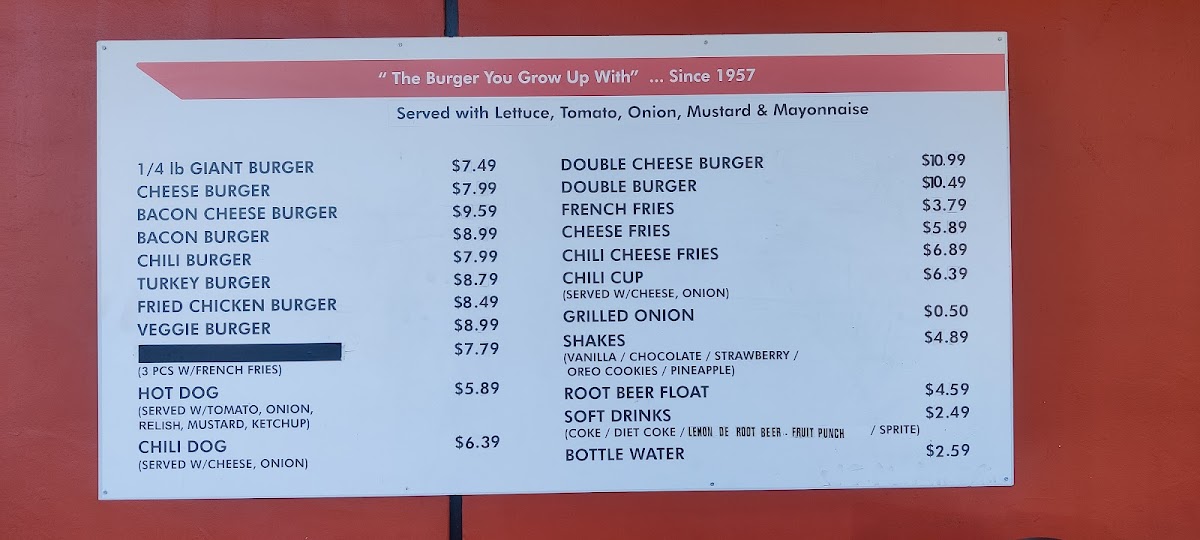 “ The Burger You Grow Up With” ... Since 1957
Served with Lettuce, Tomato, Onion, Mustard & Mayonnaise
1/4 lb GIANT BURGER $7.49
CHEESE BURGER $7.99
BACON CHEESE BURGER $9.59
BACON BURGER $8.99
CHILI BURGER $7.99
TURKEY BURGER $8.79
FRIED CHICKEN BURGER $8.49
VEGGIE BURGER $8.99
$7.79
(3 PCS W/FRENCH FRIES)
HOT DOG $5.89
(SERVED W/TOMATO, ONION,
RELISH, MUSTARD, KETCHUP)
CHILI DOG $6.39
(SERVED W/CHEESE, ONION)
DOUBLE CHEESE BURGER $10.99
DOUBLE BURGER $10.49
FRENCH FRIES $3.79
CHEESE FRIES $5.89
CHILI CHEESE FRIES $6.89
CHILI CUP $6.39
(SERVED W/CHEESE, ONION)
GRILLED ONION $0.50
SHAKES $4.89
(VANILLA / CHOCOLATE / STRAWBERRY /
OREO COOKIES / PINEAPPLE)
ROOT BEER FLOAT $4.59
SOFT DRINKS $2.49
(COKE / DIET COKE / LEMON DE ROOT BEER - FRUIT PUNCH / SPRITE)
BOTTLE WATER $2.59